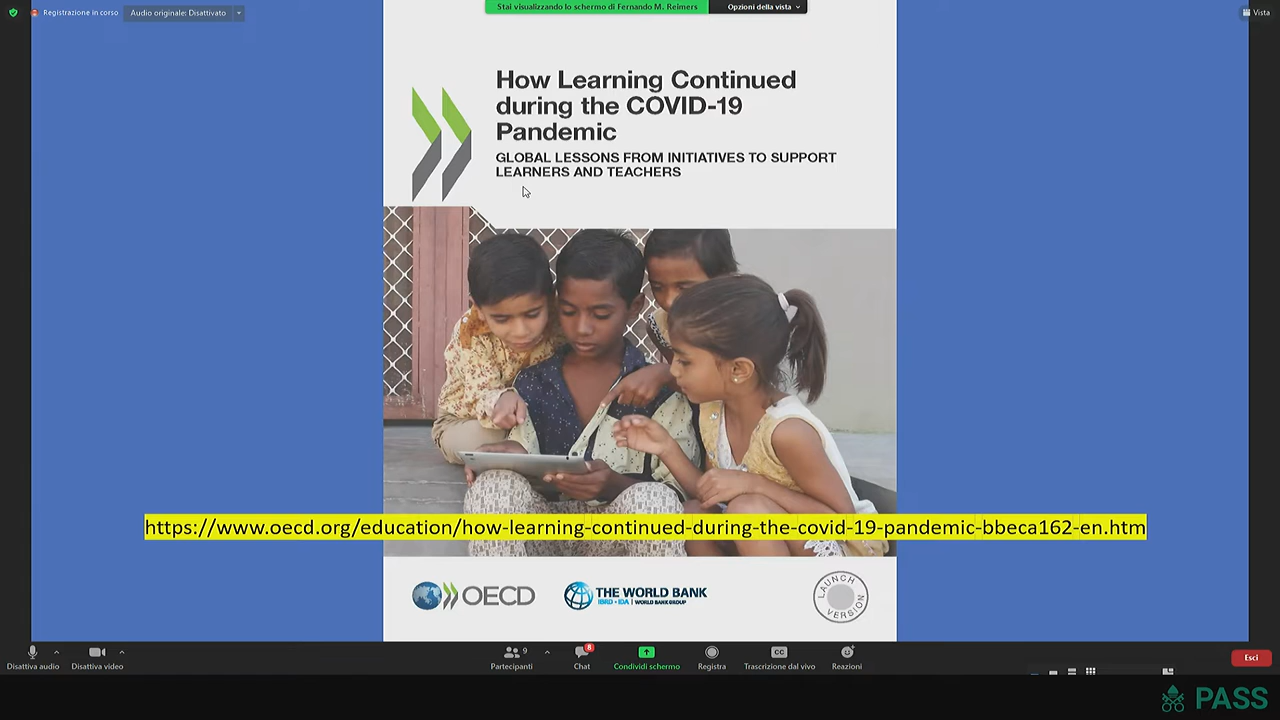 Registrazione in corso
Audio originale: Disattivato
Stai visualizzando lo schermo di Fernando M. Reimers
Opzioni della vista
Vista
How Learning Continued
during the COVID-19
Pandemic
GLOBAL LESSONS FROM INITIATIVES TO SUPPORT
LEARNERS AND TEACHERS
https://www.oecd.org/education/how-learning-continued-during-the-covid-19-pandemic-bbeca162-en.htm
OECD
THE WORLD BANK
IBRD • IDA | WORLD BANK GROUP
LAUNCH
VERSION
9
8
Disattiva audio
Disattiva video
Partecipanti
Chat
Condividi schermo
Registra
Trascrizione dal vivo
Reazioni
Esci
PASS